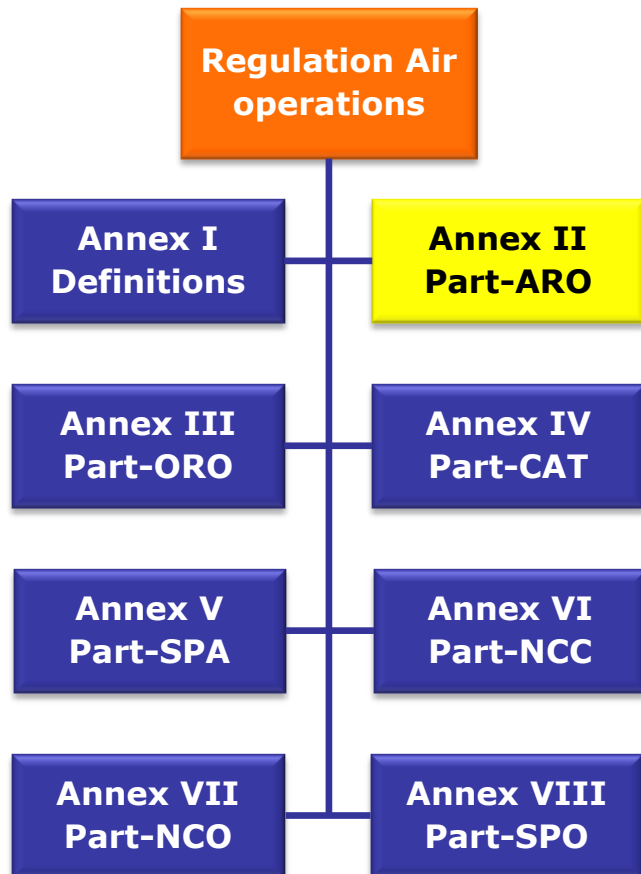 Regulation Air
operations
Annex I
Definitions
Annex II
Part-ARO
Annex III
Part-ORO
Annex IV
Part-CAT
Annex V
Part-SPA
Annex VI
Part-NCC
Annex VII
Part-NCO
Annex VIII
Part-SPO